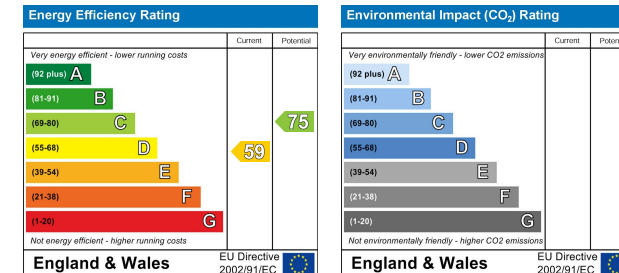 Energy Efficiency Rating
Current Potential
Very energy efficient - lower running costs
(92 plus) A
(81-91) B
(69-80) C
75
(55-68) D
59
(39-54) E
(21-38) F
(1-20) G
Not energy efficient - higher running costs
England & Wales
EU Directive
2002/91/EC
Environmental Impact (CO₂) Rating
Current Poten
Very environmentally friendly - lower CO2 emissions
(92 plus) A
(81-91) B
(69-80) C
(55-68) D
(39-54) E
(21-38) F
(1-20) G
Not environmentally friendly - higher CO2 emissions
England & Wales
EU Directive
2002/91/EC